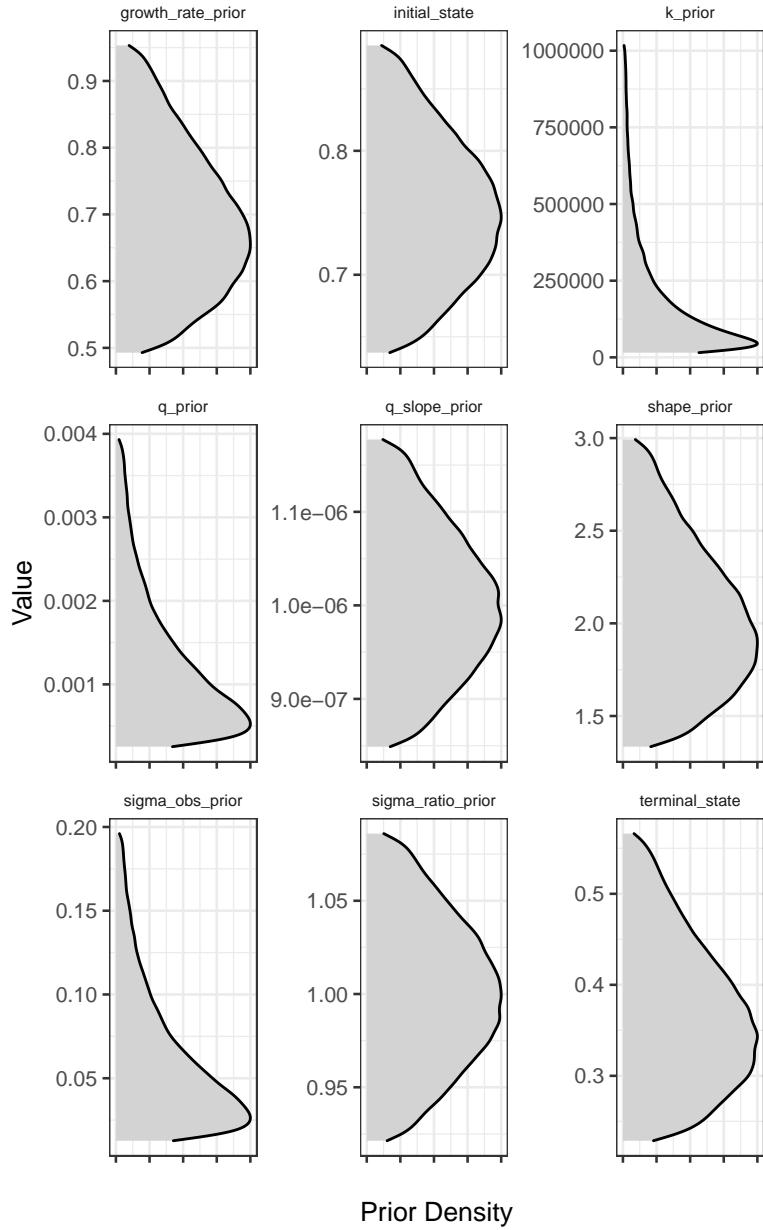 growth_rate_prior
initial_state
k_prior
0.9
0.8
0.7
0.6
0.5
0.8
0.7
1000000
750000
500000
250000
0
q_prior
q_slope_prior
shape_prior
0.004
0.003
0.002
0.001
1.1e−06
1.0e−06
9.0e−07
3.0
2.5
2.0
1.5
Value
sigma_obs_prior
sigma_ratio_prior
terminal_state
0.20
0.15
0.10
0.05
1.05
1.00
0.95
0.5
0.4
0.3
Prior Density